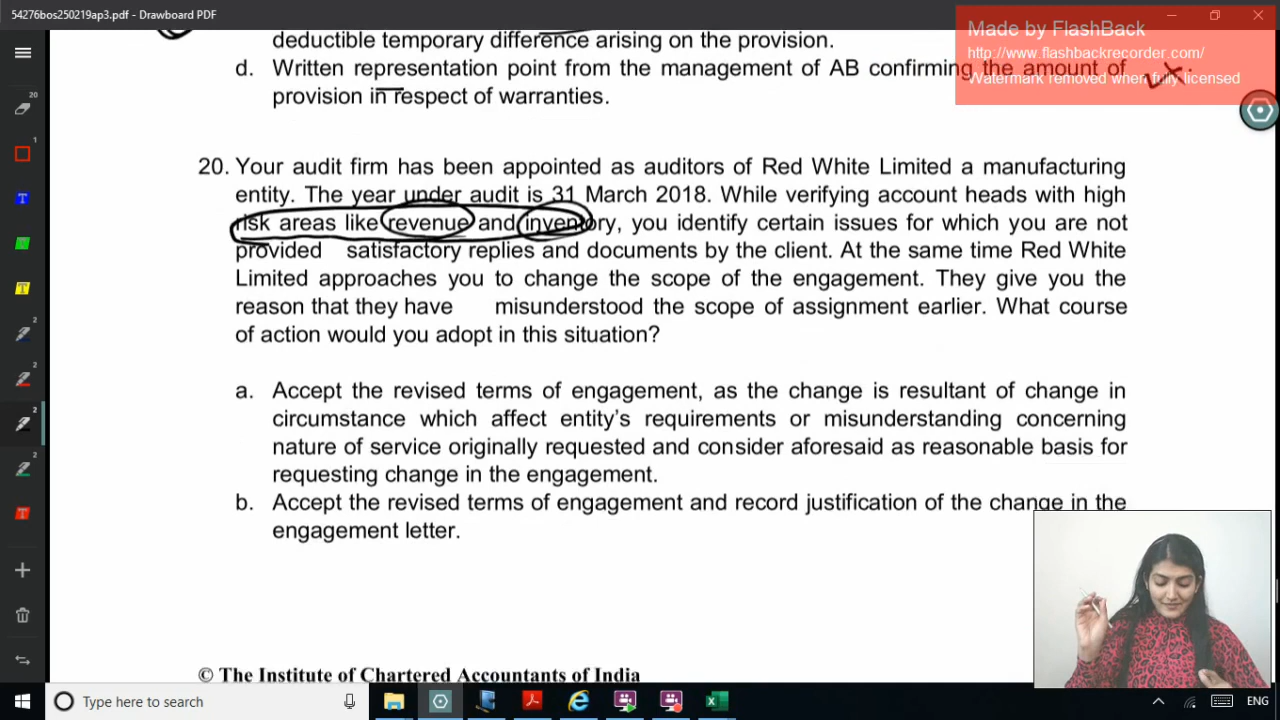 54276bos250219ap3.pdf - Drawboard PDF
Made by FlashBack
http://www.flashbackrecorder.com/
Watermark removed when fully licensed
deductible temporary difference arising on the provision.
d. Written representation point from the management of AB confirming the amount of
provision in respect of warranties.
20. Your audit firm has been appointed as auditors of Red White Limited a manufacturing
entity. The year under audit is 31 March 2018. While verifying account heads with high
risk areas like revenue and inventory, you identify certain issues for which you are not
provided satisfactory replies and documents by the client. At the same time Red White
Limited approaches you to change the scope of the engagement. They give you the
reason that they have misunderstood the scope of assignment earlier. What course
of action would you adopt in this situation?
a. Accept the revised terms of engagement, as the change is resultant of change in
circumstance which affect entity's requirements or misunderstanding concerning
nature of service originally requested and consider aforesaid as reasonable basis for
requesting change in the engagement.
b. Accept the revised terms of engagement and record justification of the change in the
engagement letter.
© The Institute of Chartered Accountants of India
20
1
2
2
2
2
Type here to search
ENG